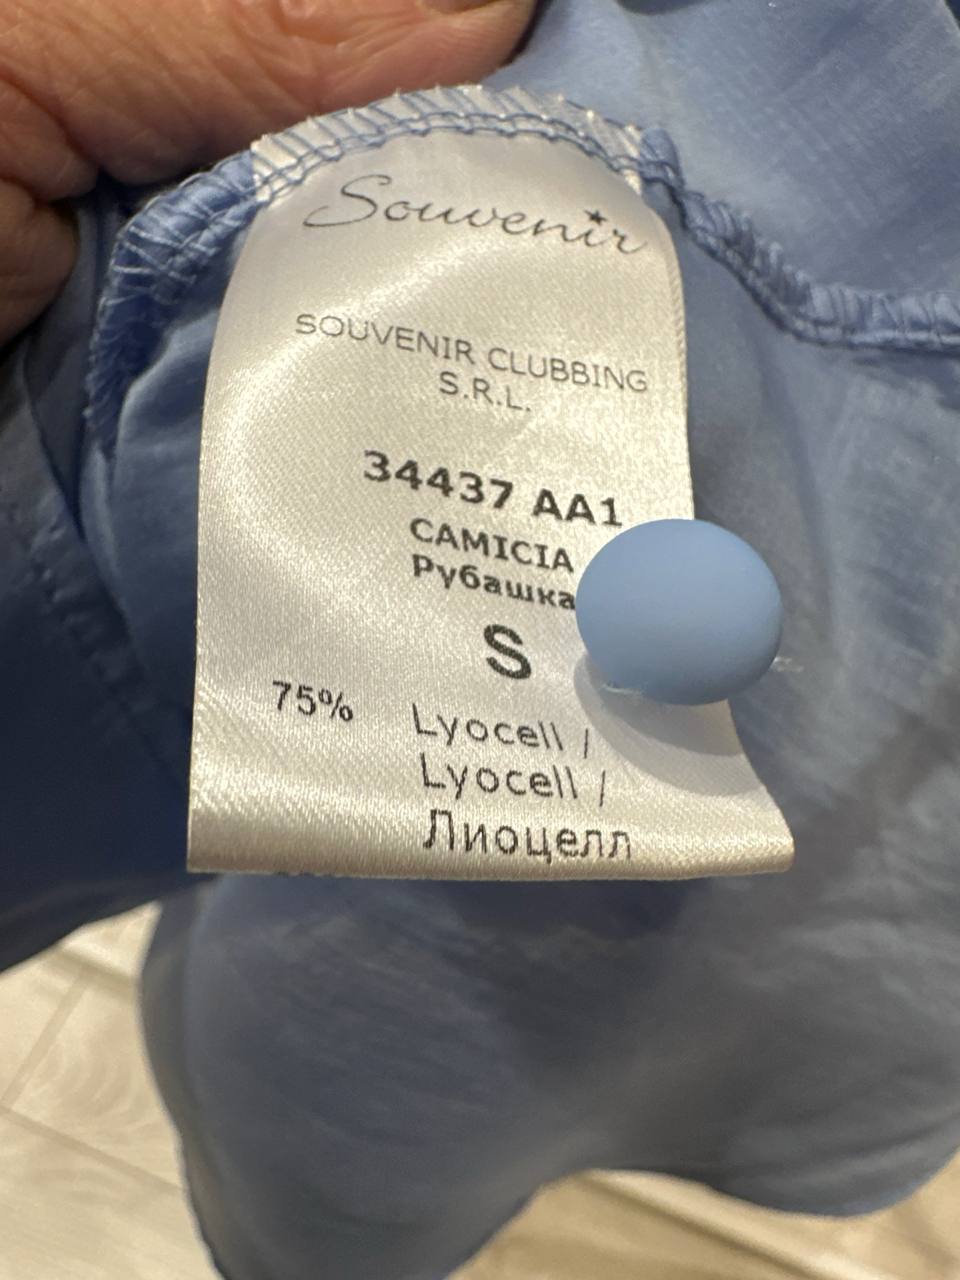 Souvenir
SOUVENIR CLUBBING
S.R.L.
34437 AA1
CAMICIA
Рубашка
S
75% Lyocell /
Lyocell /
Лиоцелл